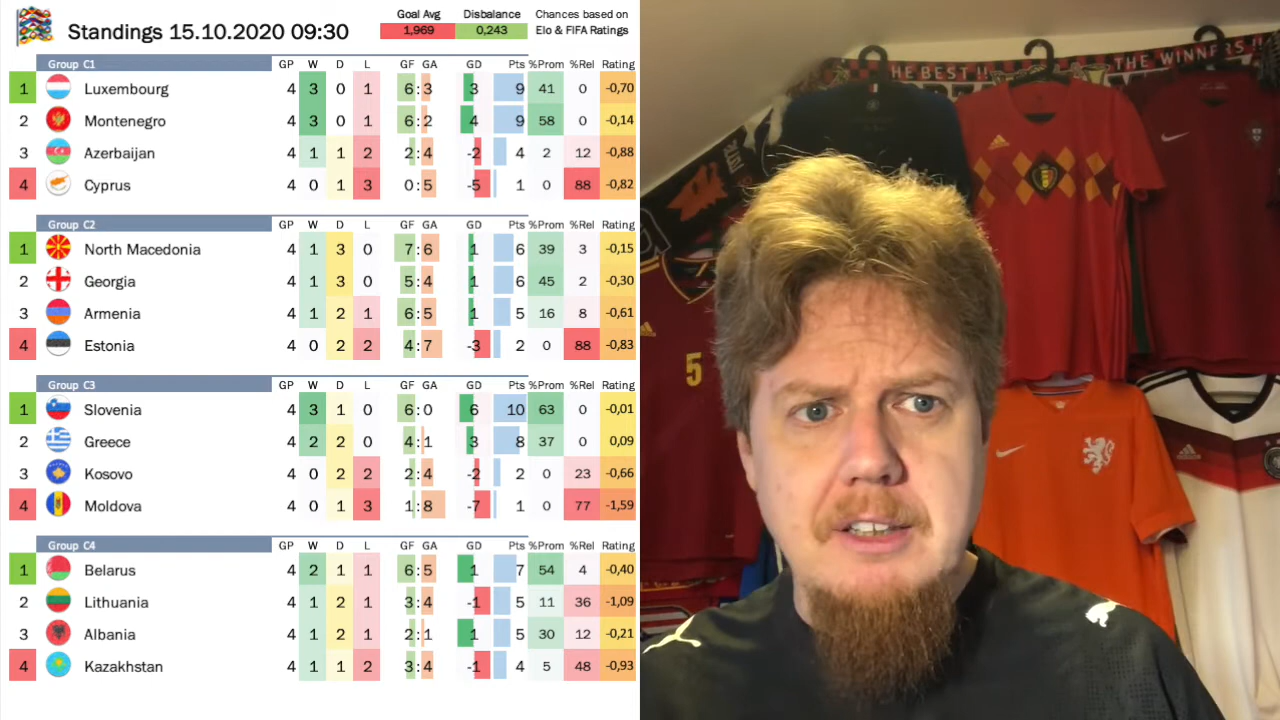 Standings 15.10.2020 09:30
Goal Avg Disbalance Chances based on
1,969 0,243 Elo & FIFA Ratings
Group C1 GP W D L GF GA GD Pts %Prom %Rel Rating
1 Luxembourg 4 3 0 1 6:3 3 9 41 0 -0,70
2 Montenegro 4 3 0 1 6:2 4 9 58 0 -0,14
3 Azerbaijan 4 1 1 2 2:4 -2 4 2 12 -0,88
4 Cyprus 4 0 1 3 0:5 -5 1 0 88 -0,82
Group C2 GP W D L GF GA GD Pts %Prom %Rel Rating
1 North Macedonia 4 1 3 0 7:6 1 6 39 3 -0,15
2 Georgia 4 1 3 0 5:4 1 6 45 2 -0,30
3 Armenia 4 1 2 1 6:5 1 5 16 8 -0,61
4 Estonia 4 0 2 2 4:7 -3 2 0 88 -0,83
Group C3 GP W D L GF GA GD Pts %Prom %Rel Rating
1 Slovenia 4 3 1 0 6:0 6 10 63 0 -0,01
2 Greece 4 2 2 0 4:1 3 8 37 0 0,09
3 Kosovo 4 0 2 2 2:4 -2 2 0 23 -0,66
4 Moldova 4 0 1 3 1:8 -7 1 0 77 -1,59
Group C4 GP W D L GF GA GD Pts %Prom %Rel Rating
1 Belarus 4 2 1 1 6:5 1 7 54 4 -0,40
2 Lithuania 4 1 2 1 3:4 -1 5 11 36 -1,09
3 Albania 4 1 2 1 2:1 1 5 30 12 -0,21
4 Kazakhstan 4 1 1 2 3:4 -1 4 5 48 -0,93
THE BEST !! THE WINNERS
5